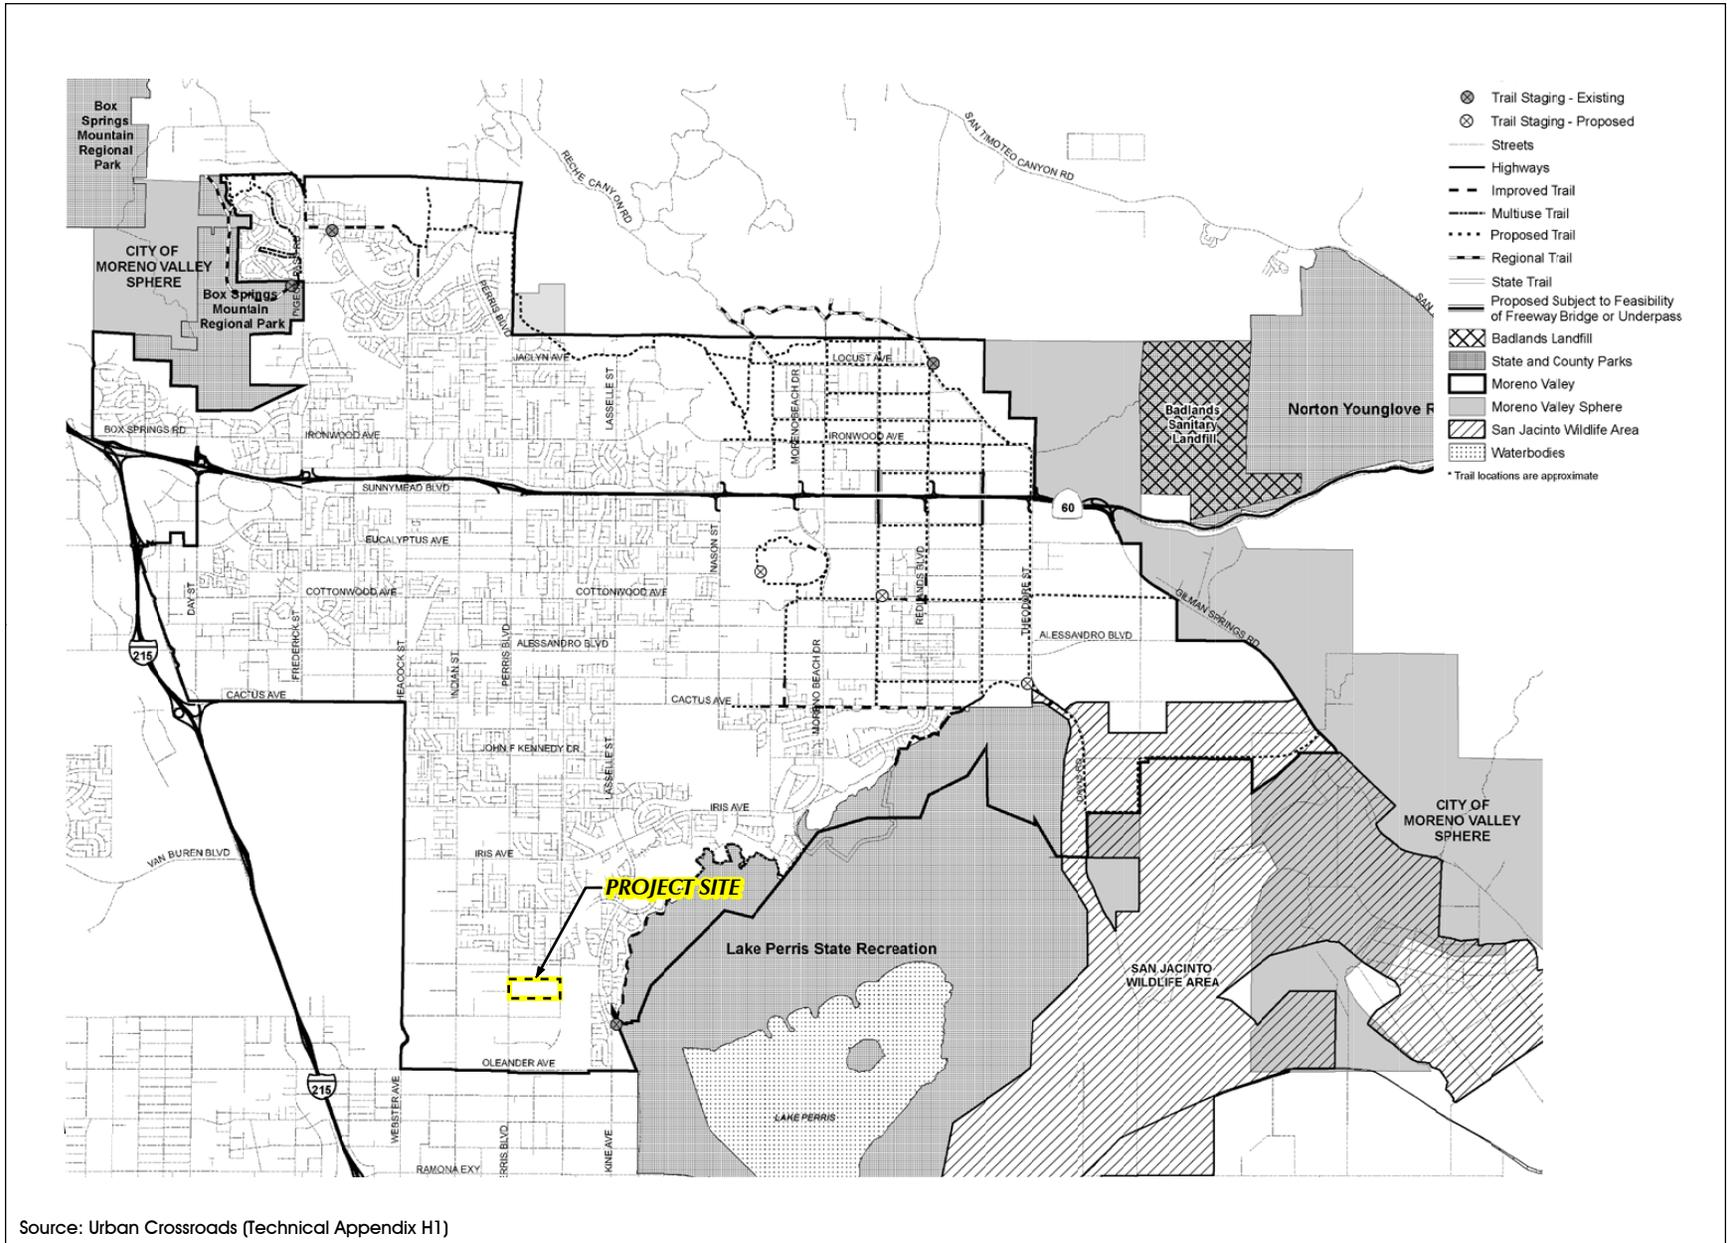 Box
Springs
Mountain
Regional
Park
CITY OF
MORENO VALLEY
SPHERE
Box Springs
Mountain
Regional Park
PERRIS BLVD
RECHE CANYON RD
SAN TIMOTEO CANYON RD
SAN
Trail Staging - Existing
Trail Staging - Proposed
Streets
Highways
Improved Trail
Multiuse Trail
Proposed Trail
Regional Trail
State Trail
Proposed Subject to Feasibility
of Freeway Bridge or Underpass
Badlands Landfill
State and County Parks
Moreno Valley
Moreno Valley Sphere
San Jacinto Wildlife Area
Waterbodies
* Trail locations are approximate
JACLYN AVE
LASSELLE ST
LOCUST AVE
MORENO BEACH DR
Badlands
Sanitary
Landfill
Norton Younglove R
BOX SPRINGS RD
IRONWOOD AVE
IRONWOOD AVE
SUNNYMEAD BLVD
60
EUCALYPTUS AVE
NASON ST
REDLANDS BLVD
THEODORE ST
DAY ST
COTTONWOOD AVE
COTTONWOOD AVE
GILMAN SPRINGS RD
FREDERICK ST
HEACOCK ST
INDIAN ST
PERRIS BLVD
ALESSANDRO BLVD
ALESSANDRO BLVD
215
CACTUS AVE
CACTUS AVE
MORENO BEACH DR
JOHN F KENNEDY DR
LASSELLE ST
DAVIS RD
IRIS AVE
CITY OF
MORENO VALLEY
SPHERE
VAN BUREN BLVD
IRIS AVE
PROJECT SITE
Lake Perris State Recreation
SAN JACINTO
WILDLIFE AREA
OLEANDER AVE
215
WEBSTER AVE
LAKE PERRIS
RRIS BLVD
KINE AVE
RAMONA EXY
Source: Urban Crossroads (Technical Appendix H1)